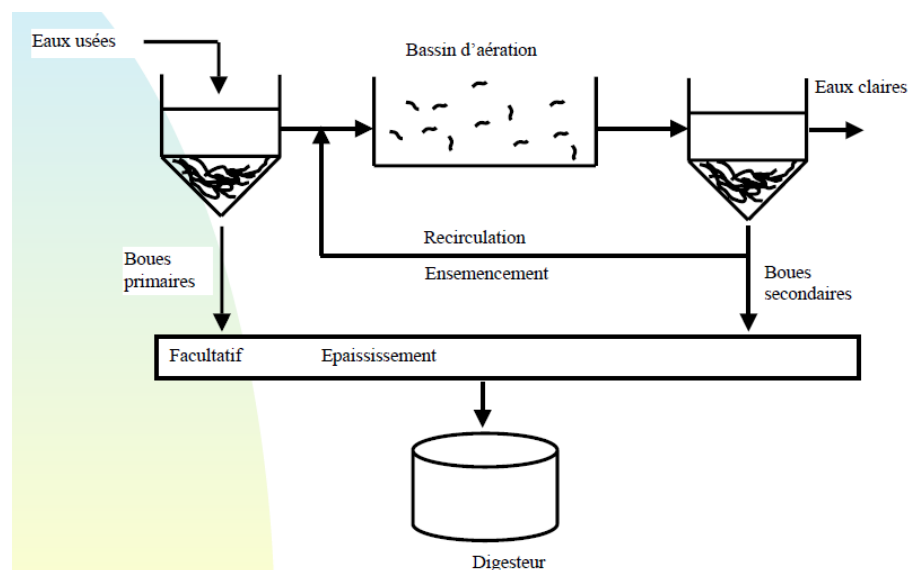 Eaux usées
Bassin d'aération
Eaux claires
Recirculation
Ensemencement
Boues
primaires
Boues
secondaires
Facultatif Epaississement
Digesteur